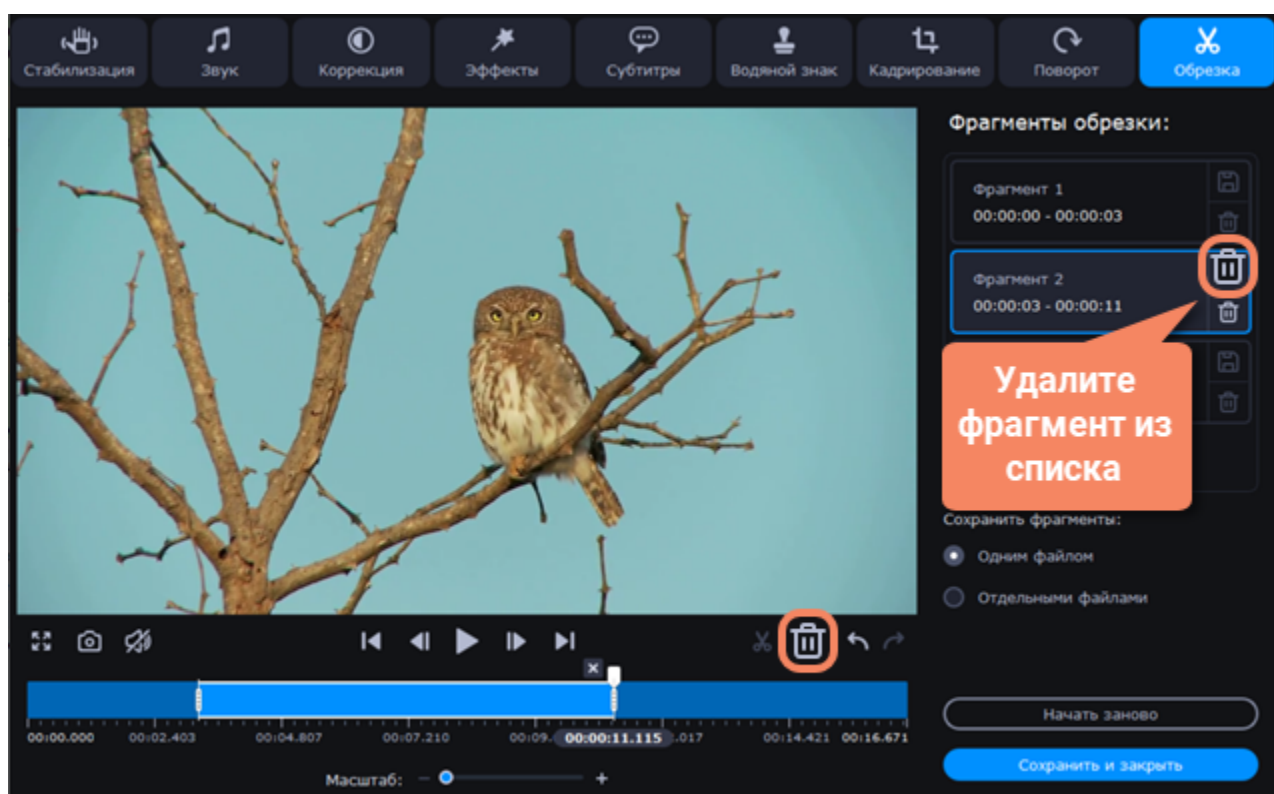 Стабилизация
Звук
Коррекция
Эффекты
Субтитры
Водяной знак
Кадрирование
Поворот
Обрезка
Фрагменты обрезки:
Фрагмент 1
00:00:00 - 00:00:03
Фрагмент 2
00:00:03 - 00:00:11
Удалите
фрагмент из
списка
Сохранить фрагменты:
Одним файлом
Отдельными файлами
00:00.000 00:02.403 00:04.807 00:07.210 00:09. 00:00:11.115 :.017 00:14.421 00:16.671
Масштаб:
Начать заново
Сохранить и закрыть